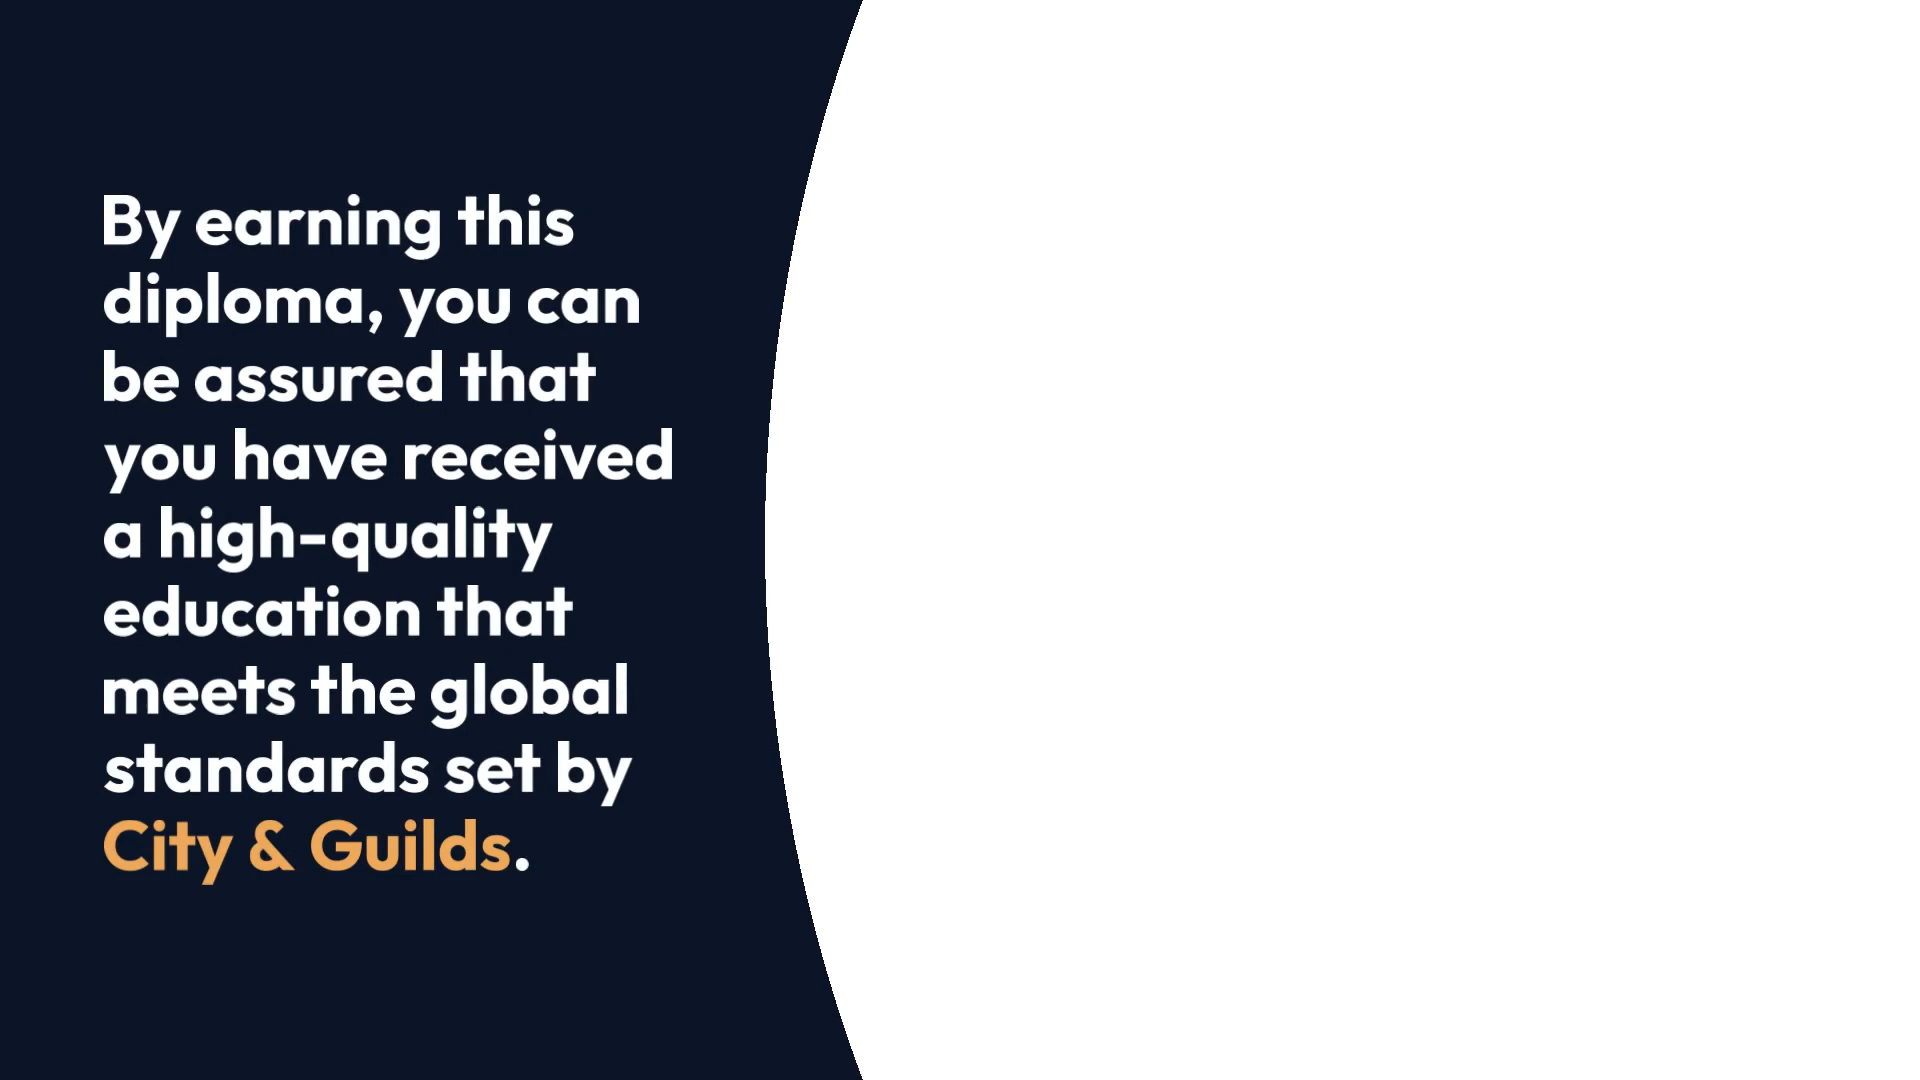 By earning this
diploma, you can
be assured that
you have received
a high-quality
education that
meets the global
standards set by
City & Guilds.